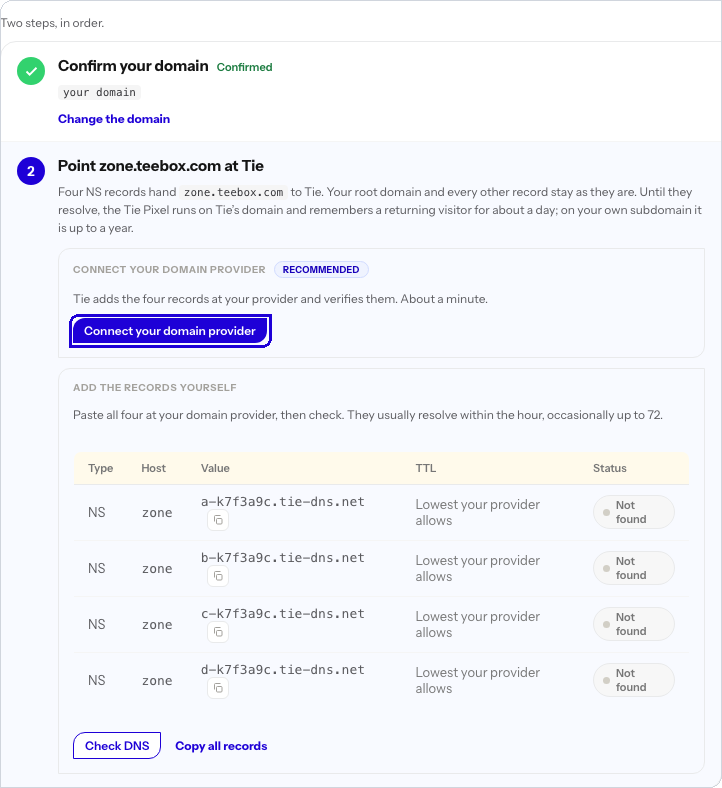 Two steps, in order.
Confirm your domain Confirmed
your domain
Change the domain
2
Point zone.teebox.com at Tie
Four NS records hand zone.teebox.com to Tie. Your root domain and every other record stay as they are. Until they
resolve, the Tie Pixel runs on Tie's domain and remembers a returning visitor for about a day; on your own subdomain it
is up to a year.
CONNECT YOUR DOMAIN PROVIDER RECOMMENDED
Tie adds the four records at your provider and verifies them. About a minute.
Connect your domain provider
ADD THE RECORDS YOURSELF
Paste all four at your domain provider, then check. They usually resolve within the hour, occasionally up to 72.
Type Host Value TTL Status
NS zone a-k7f3a9c.tie-dns.net Lowest your provider allows Not found
NS zone b-k7f3a9c.tie-dns.net Lowest your provider allows Not found
NS zone c-k7f3a9c.tie-dns.net Lowest your provider allows Not found
NS zone d-k7f3a9c.tie-dns.net Lowest your provider allows Not found
Check DNS Copy all records